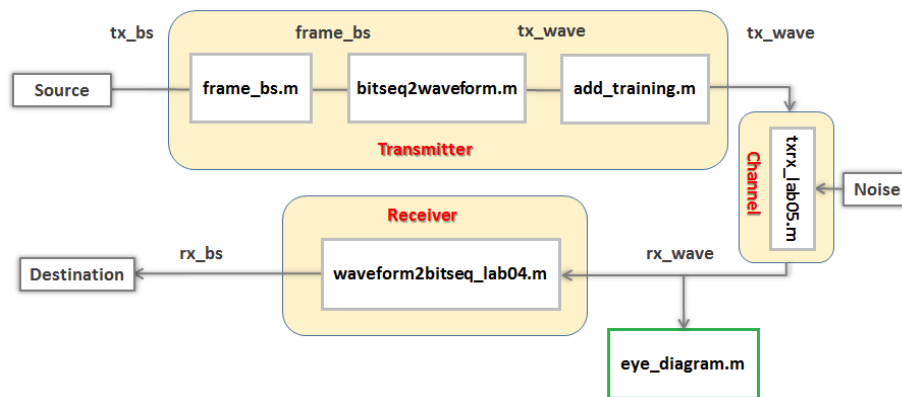 tx_bs
frame_bs
tx_wave
tx_wave
Source
frame_bs.m
bitseq2waveform.m
add_training.m
Transmitter
Channel
txrx_lab05.m
Noise
Receiver
rx_bs
rx_wave
Destination
waveform2bitseq_lab04.m
eye_diagram.m